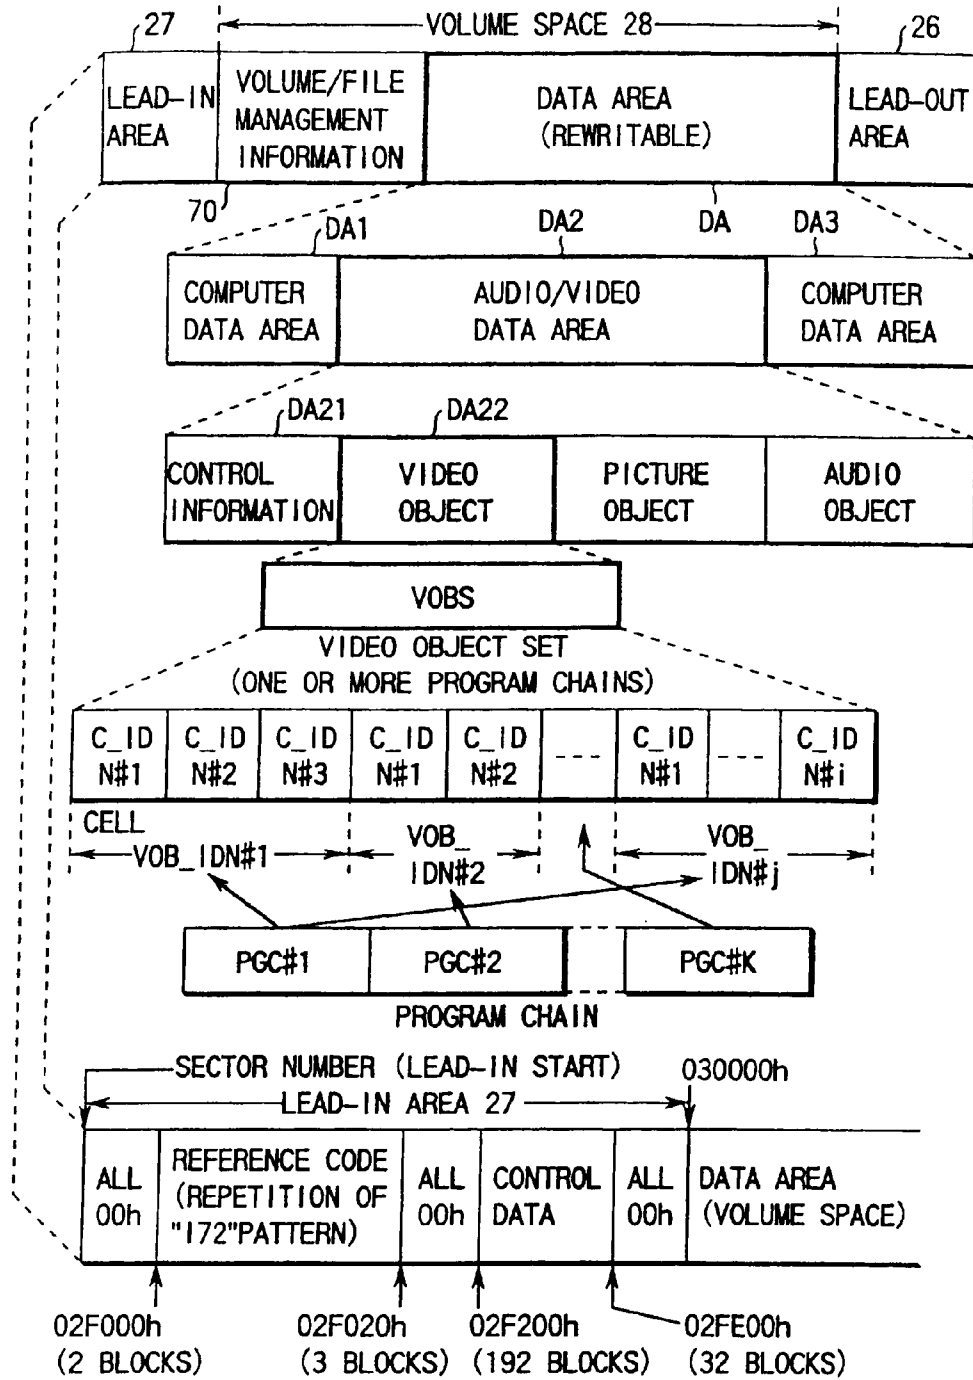 27
VOLUME SPACE 28
26
LEAD-IN
AREA
VOLUME/FILE
MANAGEMENT
INFORMATION
DATA AREA
(REWRITABLE)
LEAD-OUT
AREA
70
DA1
DA2
DA
DA3
COMPUTER
DATA AREA
AUDIO/VIDEO
DATA AREA
COMPUTER
DATA AREA
DA21
DA22
CONTROL
INFORMATION
VIDEO
OBJECT
PICTURE
OBJECT
AUDIO
OBJECT
VOBS
VIDEO OBJECT SET
(ONE OR MORE PROGRAM CHAINS)
C_ID
N#1
C_ID
N#2
C_ID
N#3
C_ID
N#1
C_ID
N#2
----
C_ID
N#1
----
C_ID
N#i
CELL
VOB_IDN#1
VOB_
IDN#2
VOB_
IDN#j
PGC#1
PGC#2
PGC#K
PROGRAM CHAIN
SECTOR NUMBER (LEAD-IN START)
030000h
LEAD-IN AREA 27
ALL
00h
REFERENCE CODE
(REPETITION OF
"172"PATTERN)
ALL
00h
CONTROL
DATA
ALL
00h
DATA AREA
(VOLUME SPACE)
02F000h
(2 BLOCKS)
02F020h
(3 BLOCKS)
02F200h
(192 BLOCKS)
02FE00h
(32 BLOCKS)